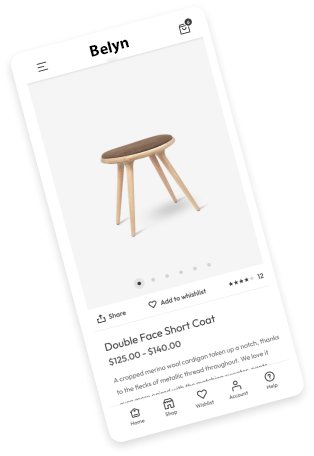 Belyn
0
Share
Add to whishlist
12
Double Face Short Coat
$125.00 - $140.00
A cropped merino wool cardigan taken up a notch, thanks
to the flecks of metallic thread throughout. We love it
Home
Shop
Wishlist
Account
Help